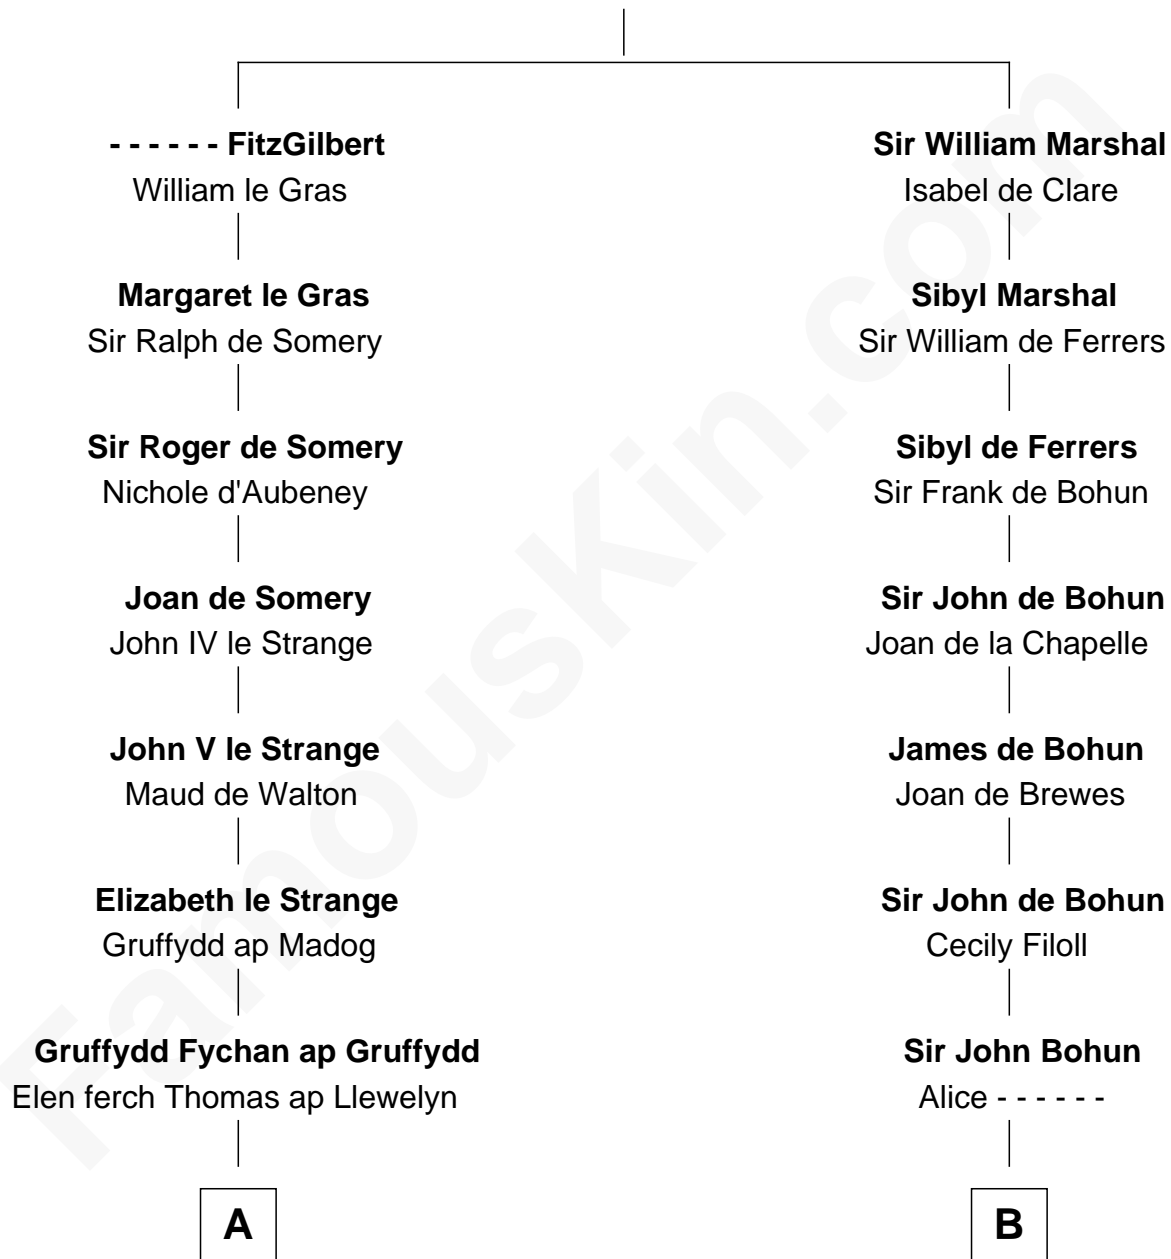 - - - - - - FitzGilbert
William le Gras
Margaret le Gras
Sir Ralph de Somery
Sir Roger de Somery
Nichole d'Aubeney
Joan de Somery
John IV le Strange
John V le Strange
Maud de Walton
Elizabeth le Strange
Gruffydd ap Madog
Gruffydd Fychan ap Gruffydd
Elen ferch Thomas ap Llewelyn
A
Sir William Marshal
Isabel de Clare
Sibyl Marshal
Sir William de Ferrers
Sibyl de Ferrers
Sir Frank de Bohun
Sir John de Bohun
Joan de la Chapelle
James de Bohun
Joan de Brewes
Sir John de Bohun
Cecily Filoll
Sir John Bohun
Alice - - - - - -
B
FamousKin.com